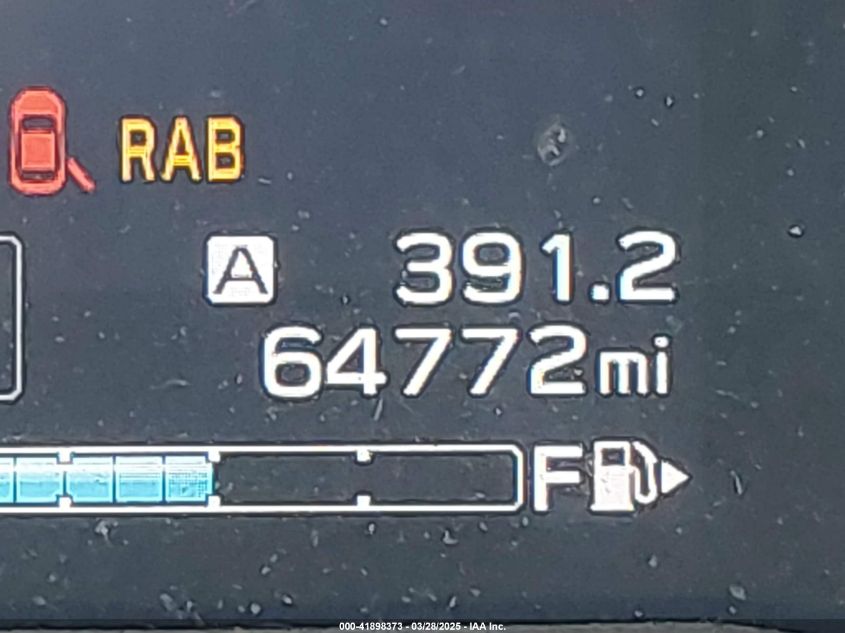 RAB
A 391.2
64772mi
F
000-41898373 - 03/28/2025 - IAA Inc.